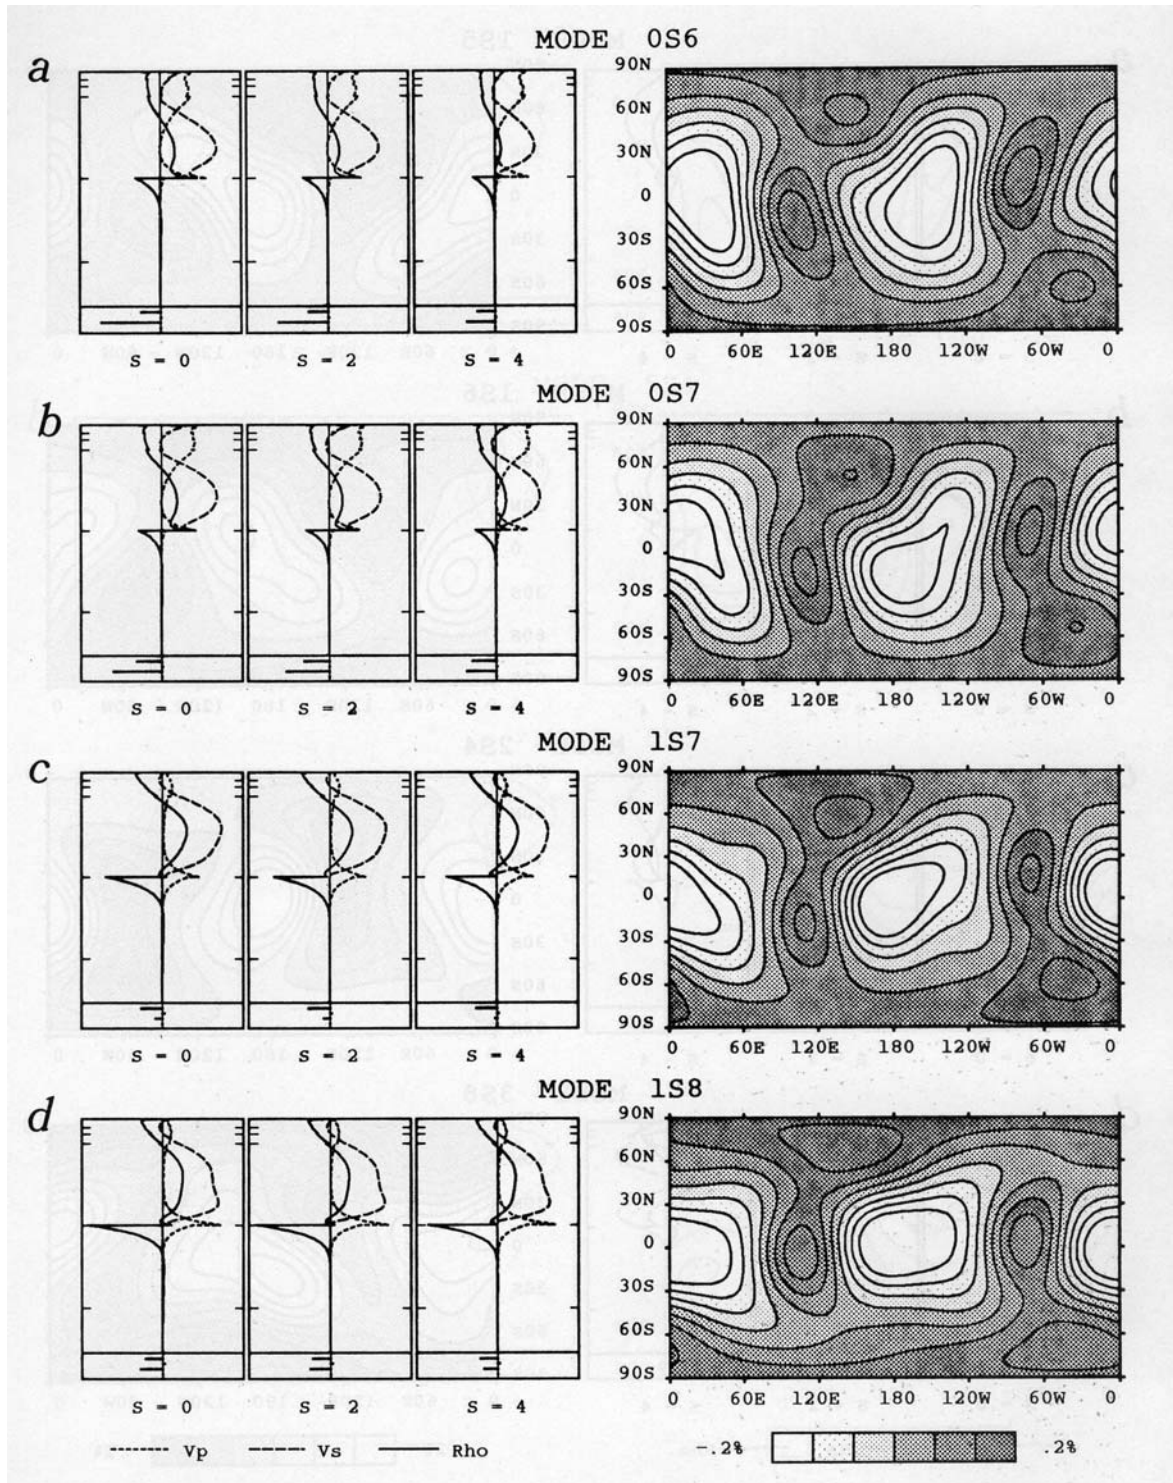 MODE 0S6
a
90N
60N
30N
0
30S
60S
90S
0 60E 120E 180 120W 60W 0
S = 0 S = 2 S = 4
MODE 0S7
b
90N
60N
30N
0
30S
60S
90S
0 60E 120E 180 120W 60W 0
S = 0 S = 2 S = 4
MODE 1S7
c
90N
60N
30N
0
30S
60S
90S
0 60E 120E 180 120W 60W 0
S = 0 S = 2 S = 4
MODE 1S8
d
90N
60N
30N
0
30S
60S
90S
0 60E 120E 180 120W 60W 0
S = 0 S = 2 S = 4
Vp Vs Rho -.2% .2%